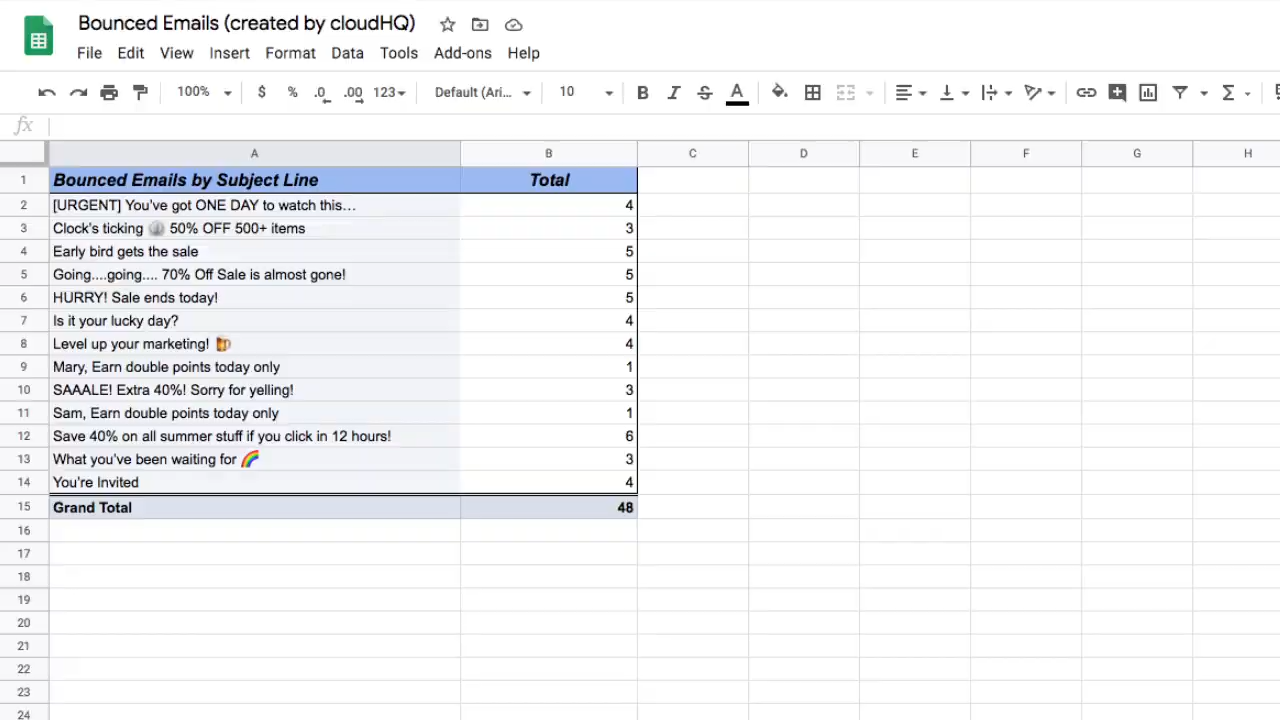 Bounced Emails (created by cloudHQ)
File Edit View Insert Format Data Tools Add-ons Help
100% $ % .0 .00 123 Default (Ari... 10 B I S A Σ
fx
A B C D E F G H
1 Bounced Emails by Subject Line Total
2 [URGENT] You've got ONE DAY to watch this… 4
3 Clock's ticking 50% OFF 500+ items 3
4 Early bird gets the sale 5
5 Going....going.... 70% Off Sale is almost gone! 5
6 HURRY! Sale ends today! 5
7 Is it your lucky day? 4
8 Level up your marketing! 🍺 4
9 Mary, Earn double points today only 1
10 SAAALE! Extra 40%! Sorry for yelling! 3
11 Sam, Earn double points today only 1
12 Save 40% on all summer stuff if you click in 12 hours! 6
13 What you've been waiting for 🌈 3
14 You're Invited 4
15 Grand Total 48
16
17
18
19
20
21
22
23
24